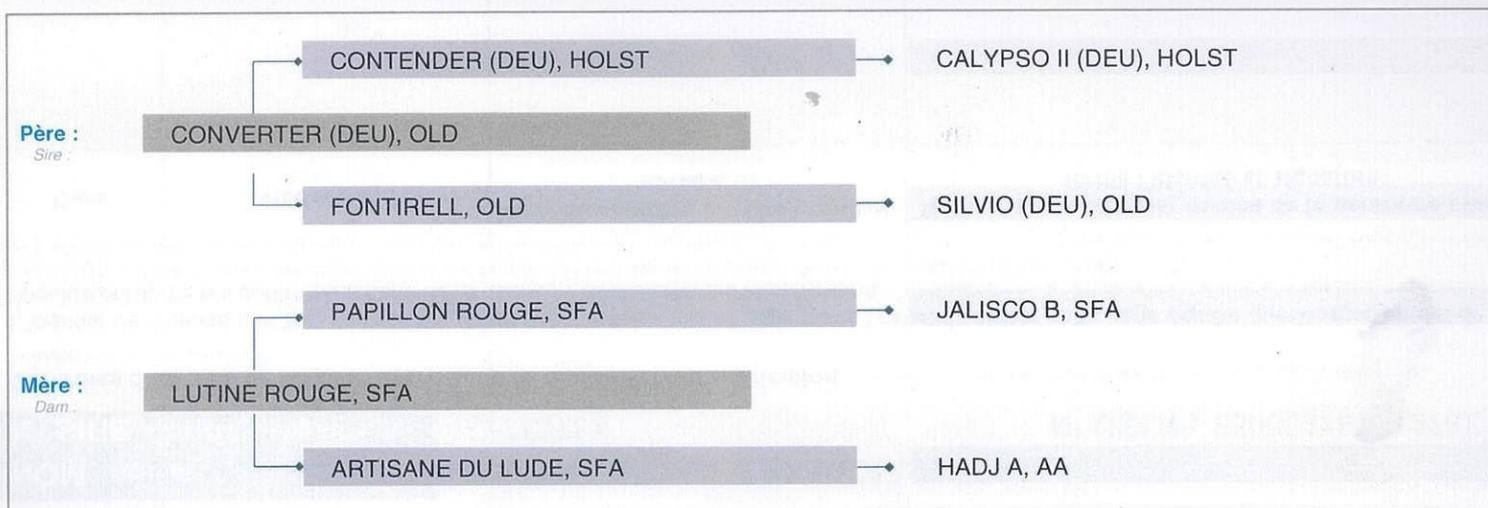 CONTENDER (DEU), HOLST
CALYPSO II (DEU), HOLST
Père :
Sire :
CONVERTER (DEU), OLD
FONTIRELL, OLD
SILVIO (DEU), OLD
PAPILLON ROUGE, SFA
JALISCO B, SFA
Mère :
Dam :
LUTINE ROUGE, SFA
ARTISANE DU LUDE, SFA
HADJ A, AA